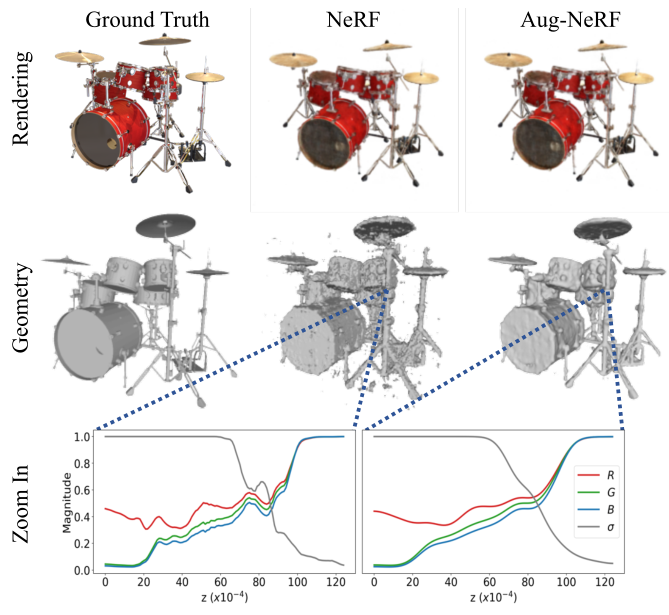 Ground Truth
NeRF
Aug-NeRF
Rendering
Geometry
Zoom In
Magnitude
1.0
0.8
0.6
0.4
0.2
0.0
0 20 40 60 80 100 120
z (x10⁻⁴)
0 20 40 60 80 100 120
z (x10⁻⁴)
R
G
B
σ